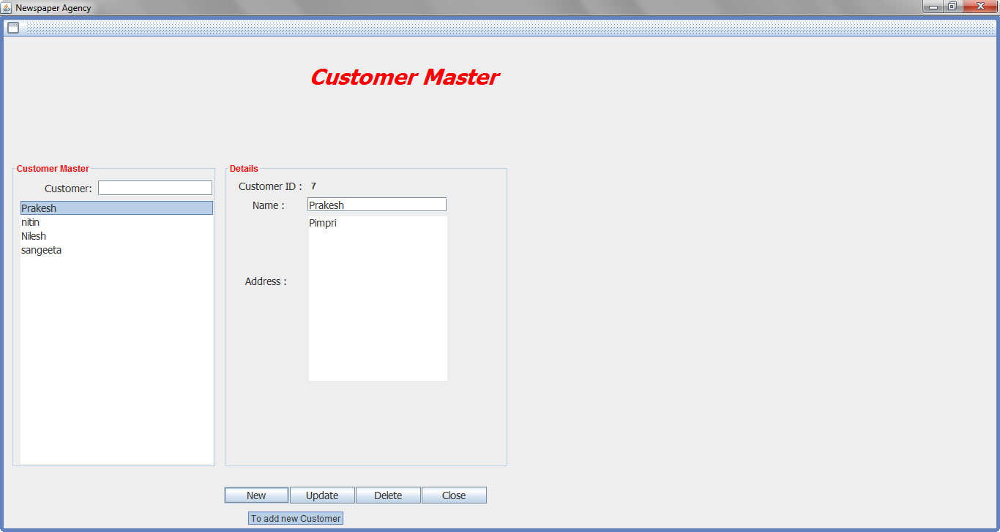 Newspaper Agency
Customer Master
Customer Master
Customer:
Prakesh
nitin
Nilesh
sangeeta
Details
Customer ID : 7
Name : Prakesh
Address : Pimpri
New Update Delete Close
To add new Customer